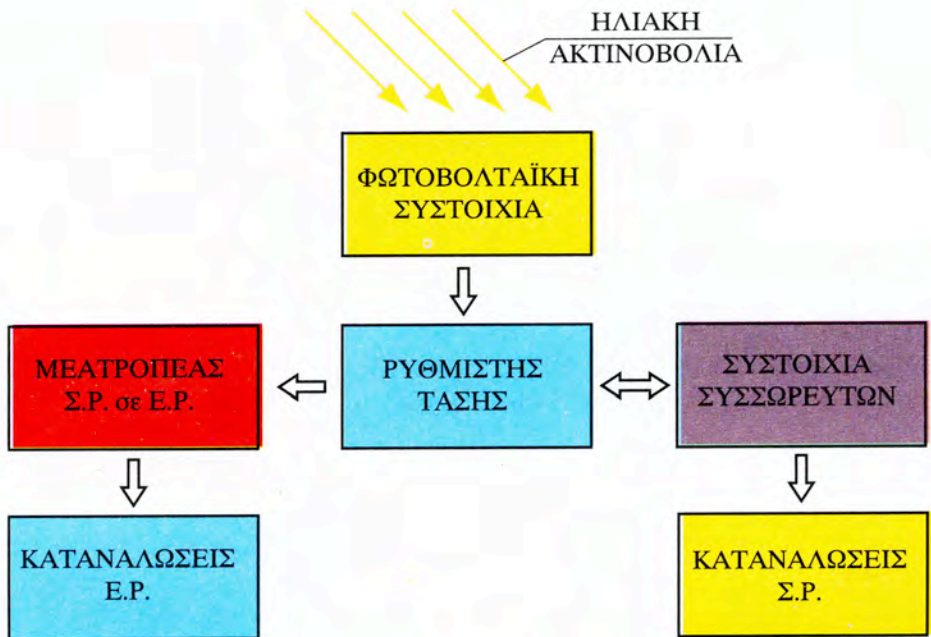 ΗΛΙΑΚΗ
ΑΚΤΙΝΟΒΟΛΙΑ
ΦΩΤΟΒΟΛΤΑΪΚΗ
ΣΥΣΤΟΙΧΙΑ
ΜΕΑΤΡΟΠΕΑΣ
Σ.Ρ. σε Ε.Ρ.
ΡΥΘΜΙΣΤΗΣ
ΤΑΣΗΣ
ΣΥΣΤΟΙΧΙΑ
ΣΥΣΣΩΡΕΥΤΩΝ
ΚΑΤΑΝΑΛΩΣΕΙΣ
Ε.Ρ.
ΚΑΤΑΝΑΛΩΣΕΙΣ
Σ.Ρ.